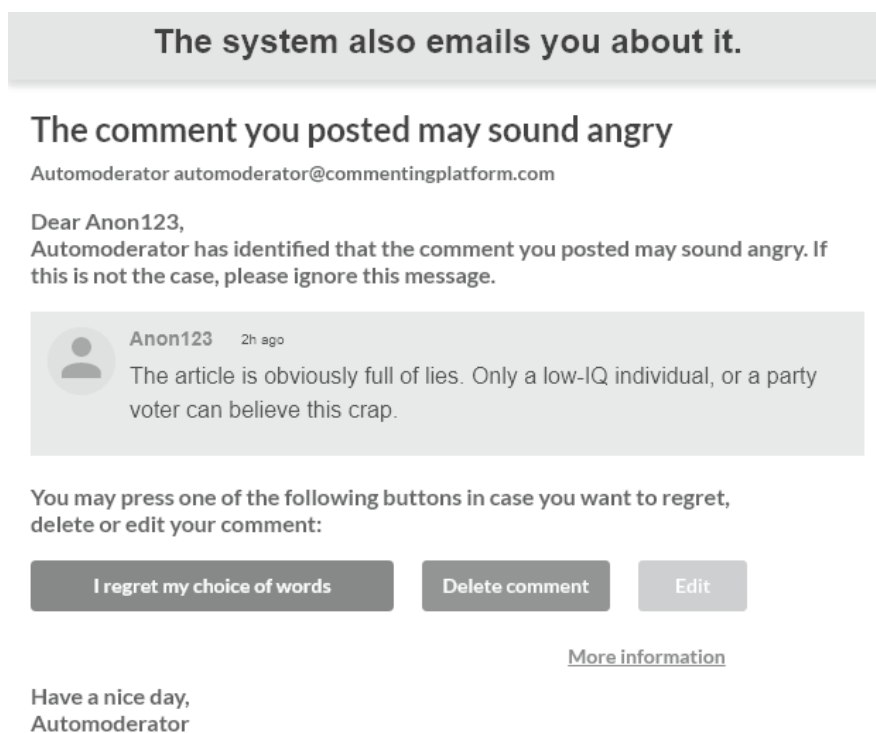 The system also emails you about it.
The comment you posted may sound angry
Automoderator automoderator@commentingplatform.com
Dear Anon123,
Automoderator has identified that the comment you posted may sound angry. If
this is not the case, please ignore this message.
Anon123 2h ago
The article is obviously full of lies. Only a low-IQ individual, or a party
voter can believe this crap.
You may press one of the following buttons in case you want to regret,
delete or edit your comment:
I regret my choice of words Delete comment Edit
More information
Have a nice day,
Automoderator